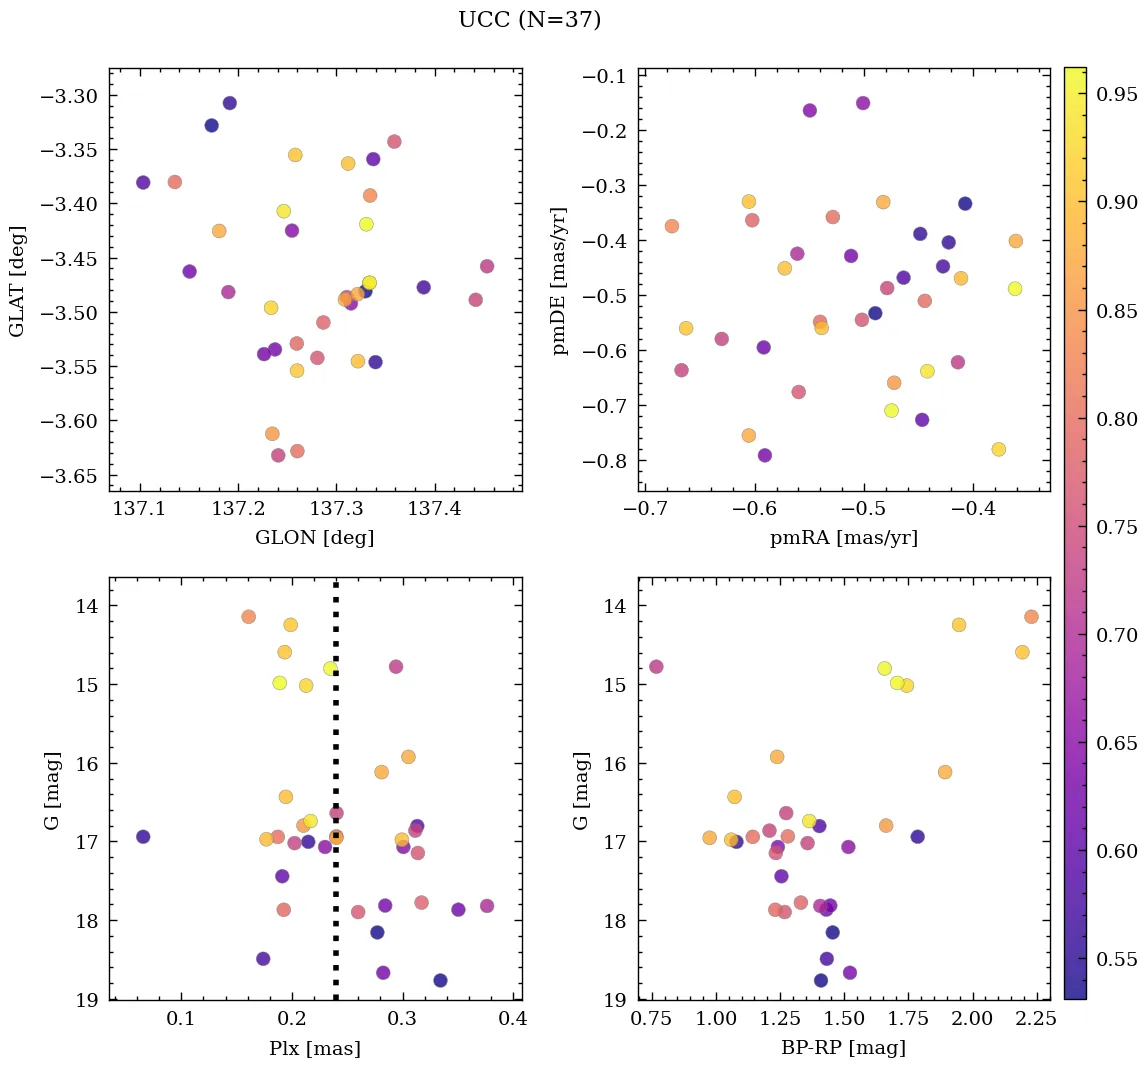 UCC (N=37)
−3.30
−3.35
−3.40
−3.45
−3.50
−3.55
−3.60
−3.65
GLAT [deg]
137.1 137.2 137.3 137.4
GLON [deg]
−0.1
−0.2
−0.3
−0.4
−0.5
−0.6
−0.7
−0.8
pmDE [mas/yr]
−0.7 −0.6 −0.5 −0.4
pmRA [mas/yr]
14
15
16
17
18
19
G [mag]
0.1 0.2 0.3 0.4
Plx [mas]
14
15
16
17
18
19
G [mag]
0.75 1.00 1.25 1.50 1.75 2.00 2.25
BP-RP [mag]
0.95
0.90
0.85
0.80
0.75
0.70
0.65
0.60
0.55